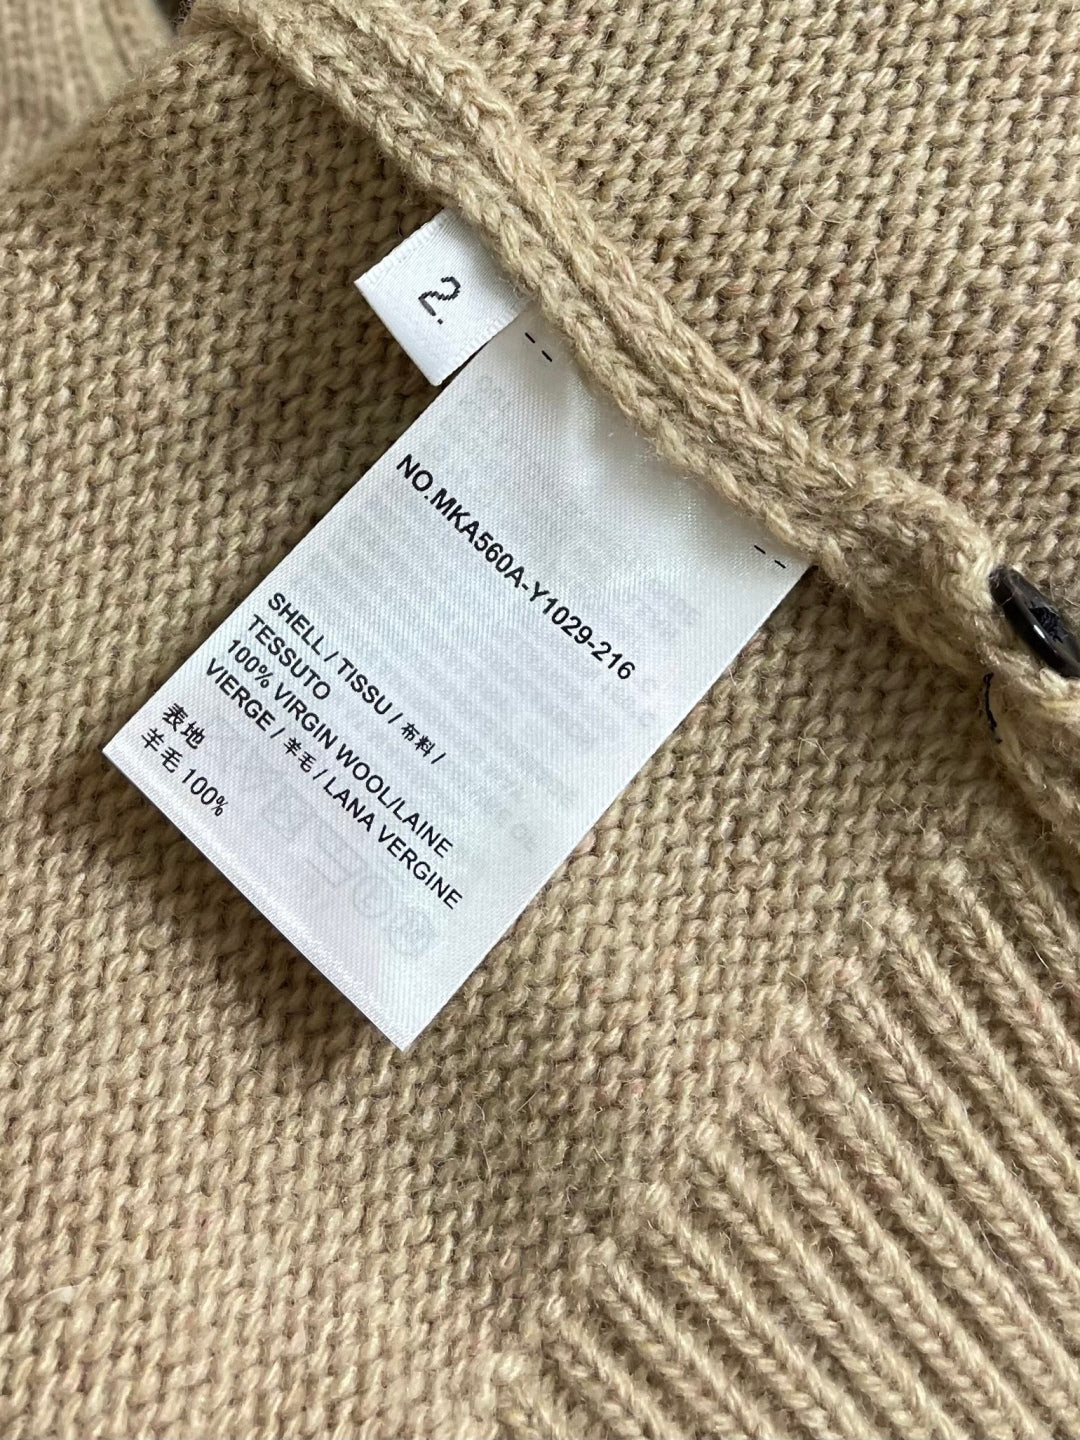 2.
NO.MKA560A-Y1029-216
SHELL / TISSU / 布料 /
TESSUTO
100% VIRGIN WOOL/LAINE
VIERGE / 羊毛 / LANA VERGINE
表地
羊毛 100%